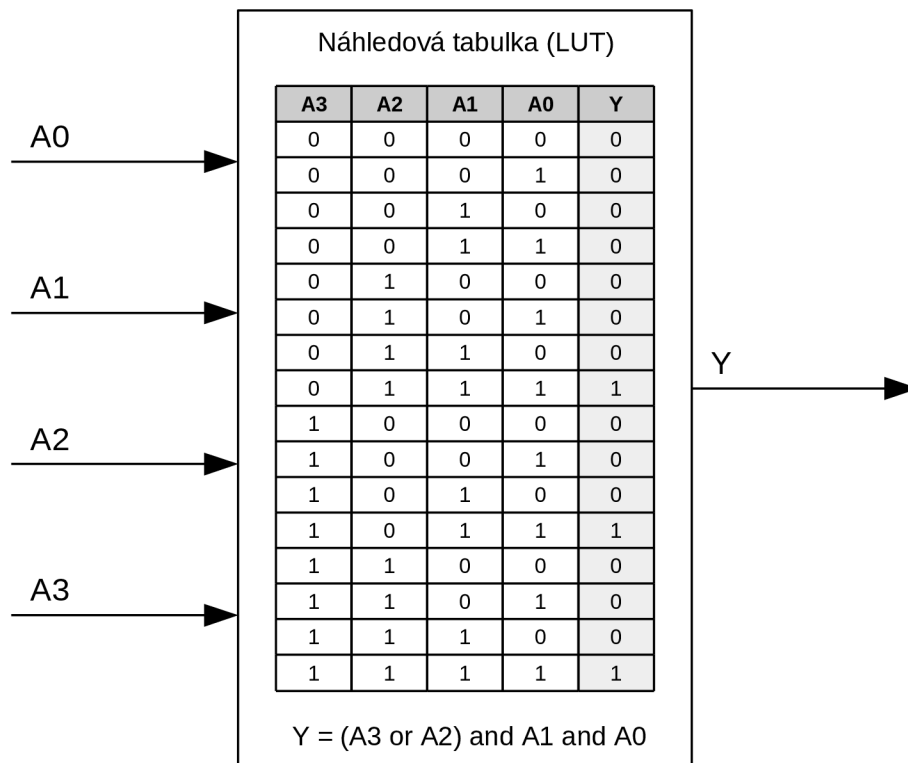 Náhledová tabulka (LUT)
A0
A1
A2
A3
A3 A2 A1 A0 Y
0 0 0 0 0
0 0 0 1 0
0 0 1 0 0
0 0 1 1 0
0 1 0 0 0
0 1 0 1 0
0 1 1 0 0
0 1 1 1 1
1 0 0 0 0
1 0 0 1 0
1 0 1 0 0
1 0 1 1 1
1 1 0 0 0
1 1 0 1 0
1 1 1 0 0
1 1 1 1 1
Y = (A3 or A2) and A1 and A0
Y